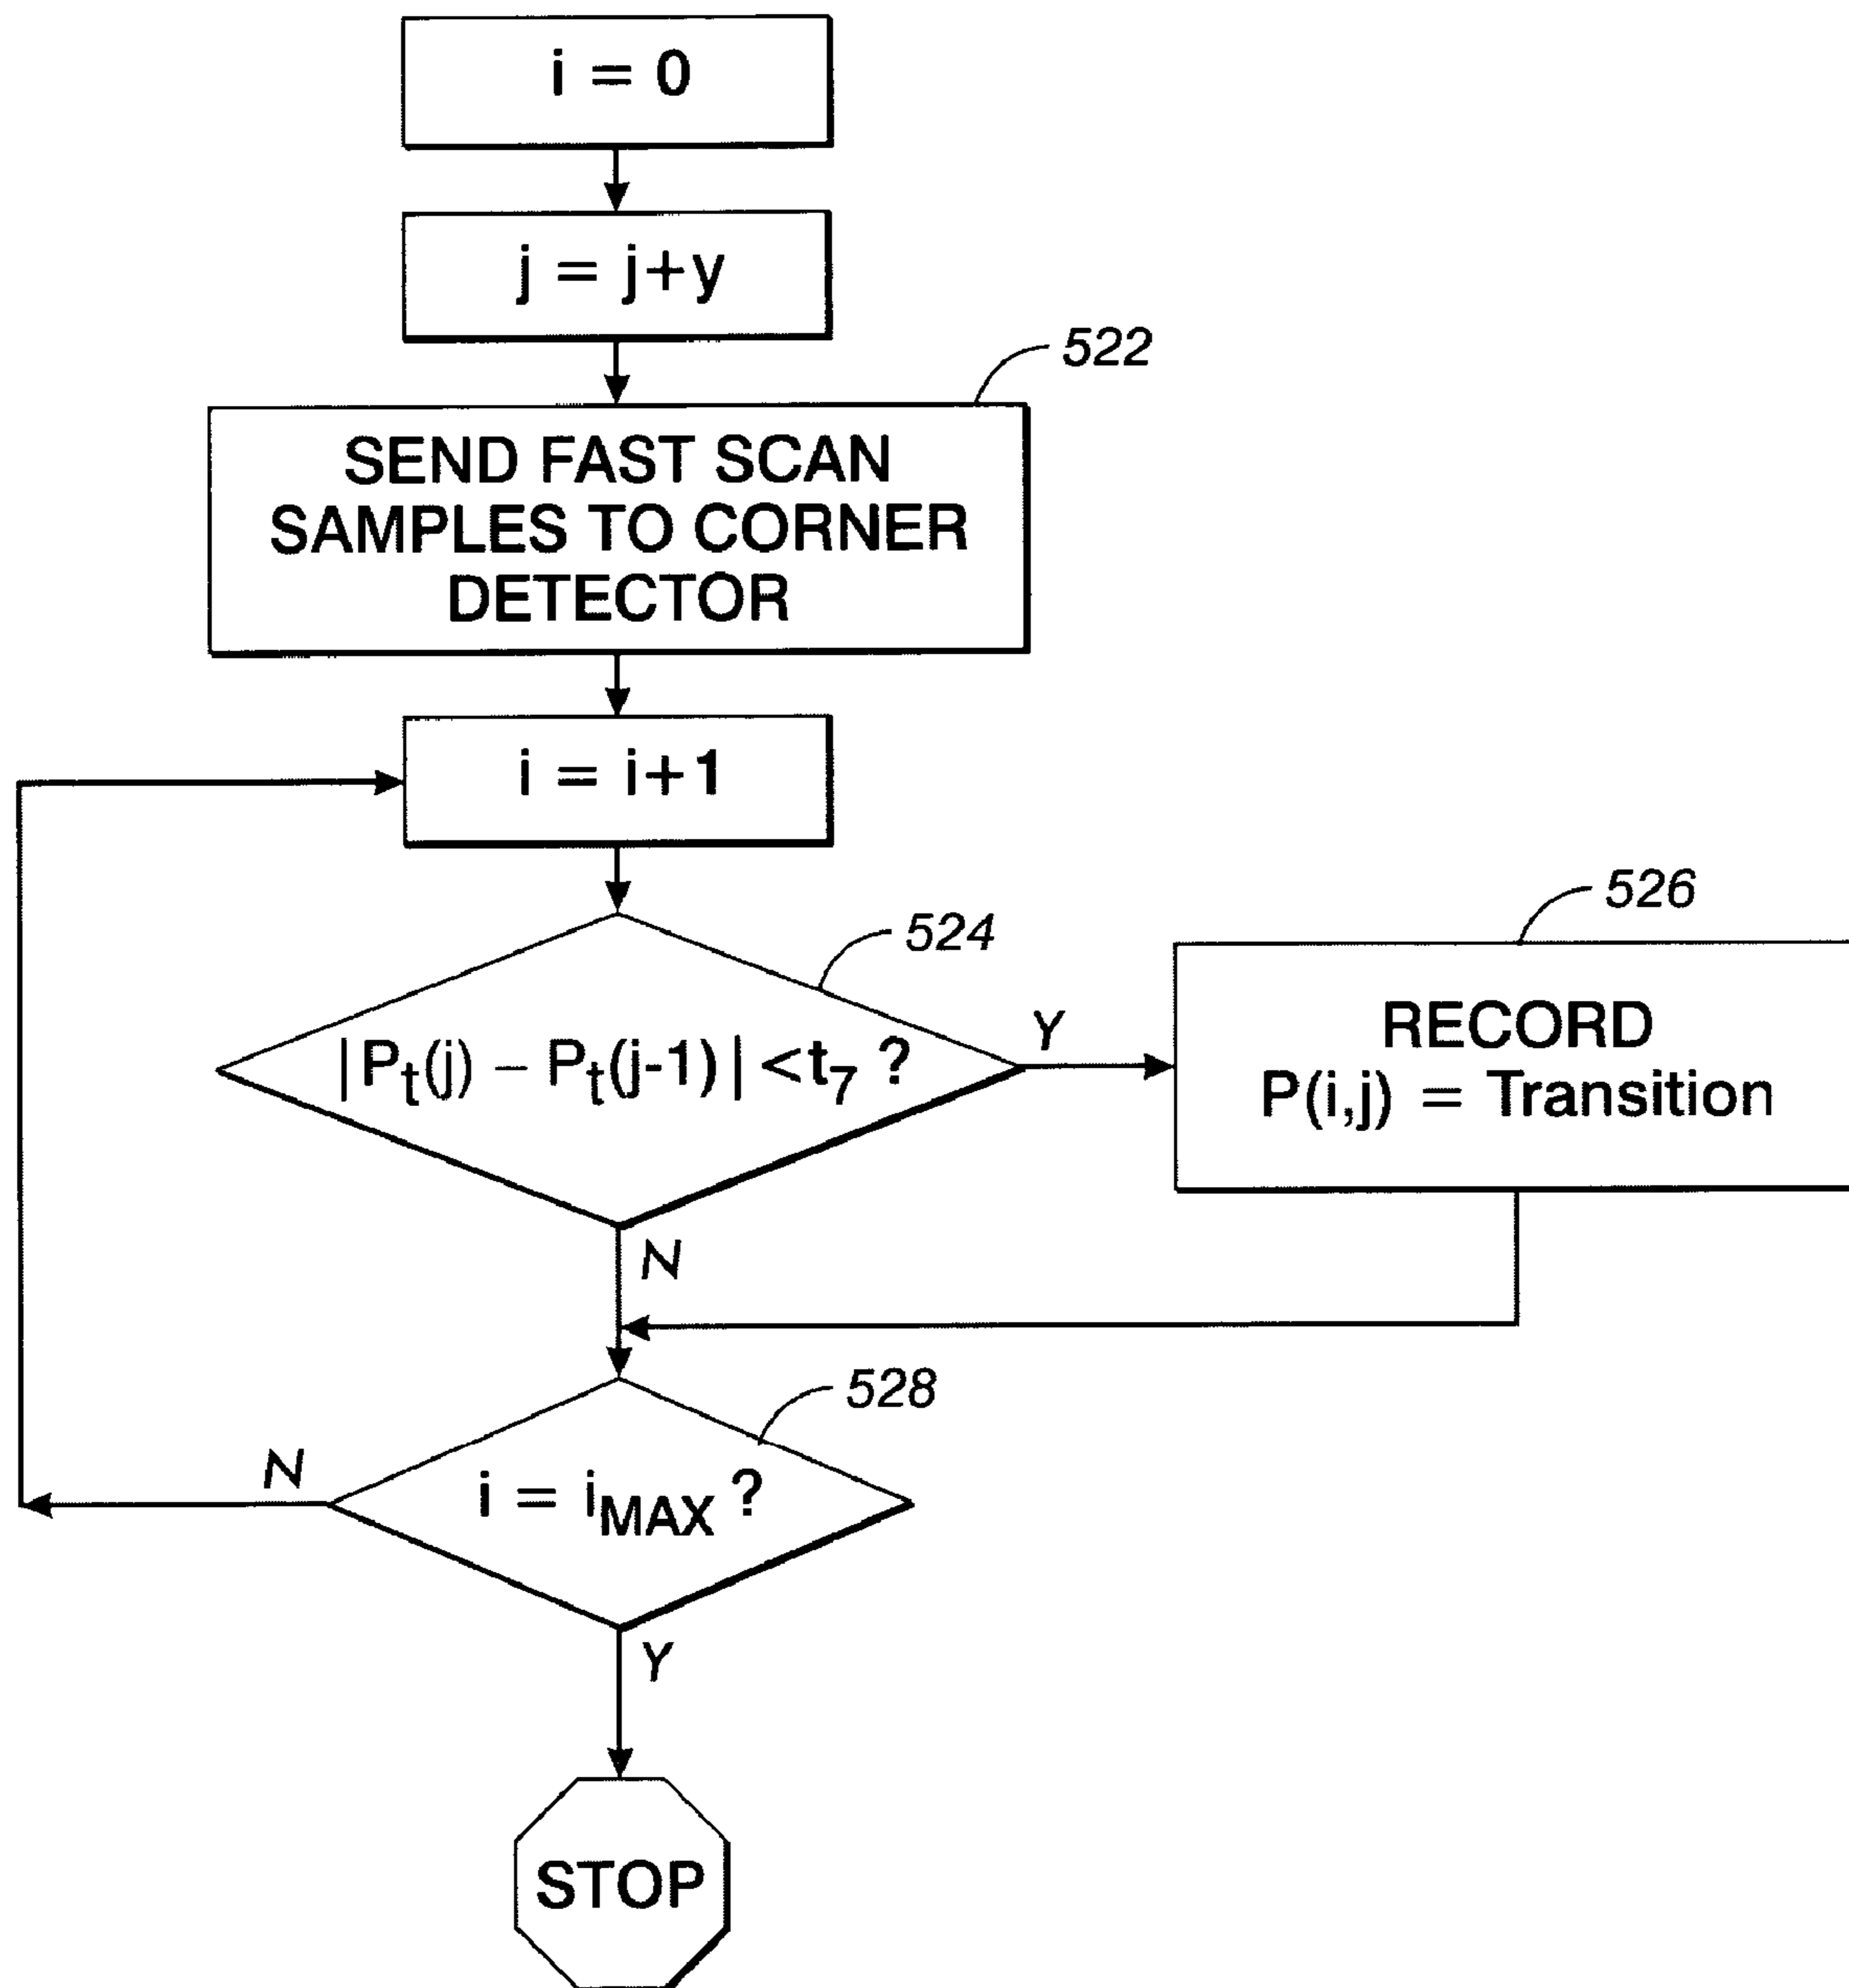 i = 0
j = j+y
522
SEND FAST SCAN
SAMPLES TO CORNER
DETECTOR
i = i+1
524
|Pt(j) – Pt(j-1)| <t7 ?
Y
526
RECORD
P(i,j) = Transition
N
528
i = iMAX ?
N
Y
STOP